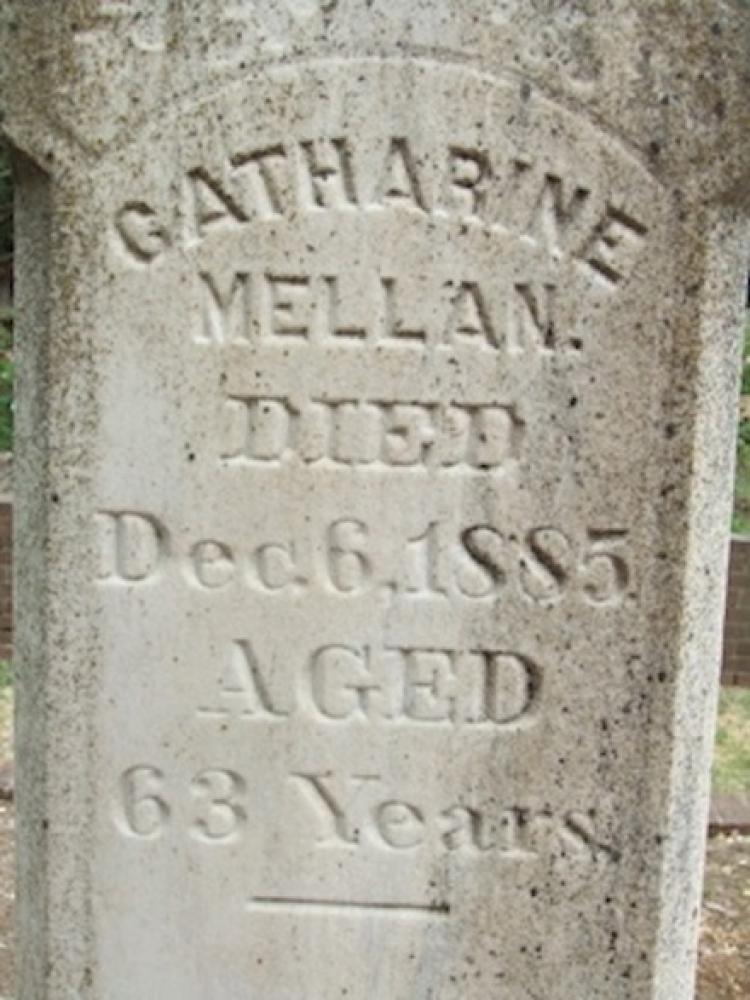 CATHARINE
MELLAN.
DIED
Dec. 6, 1885
AGED
63 Years.